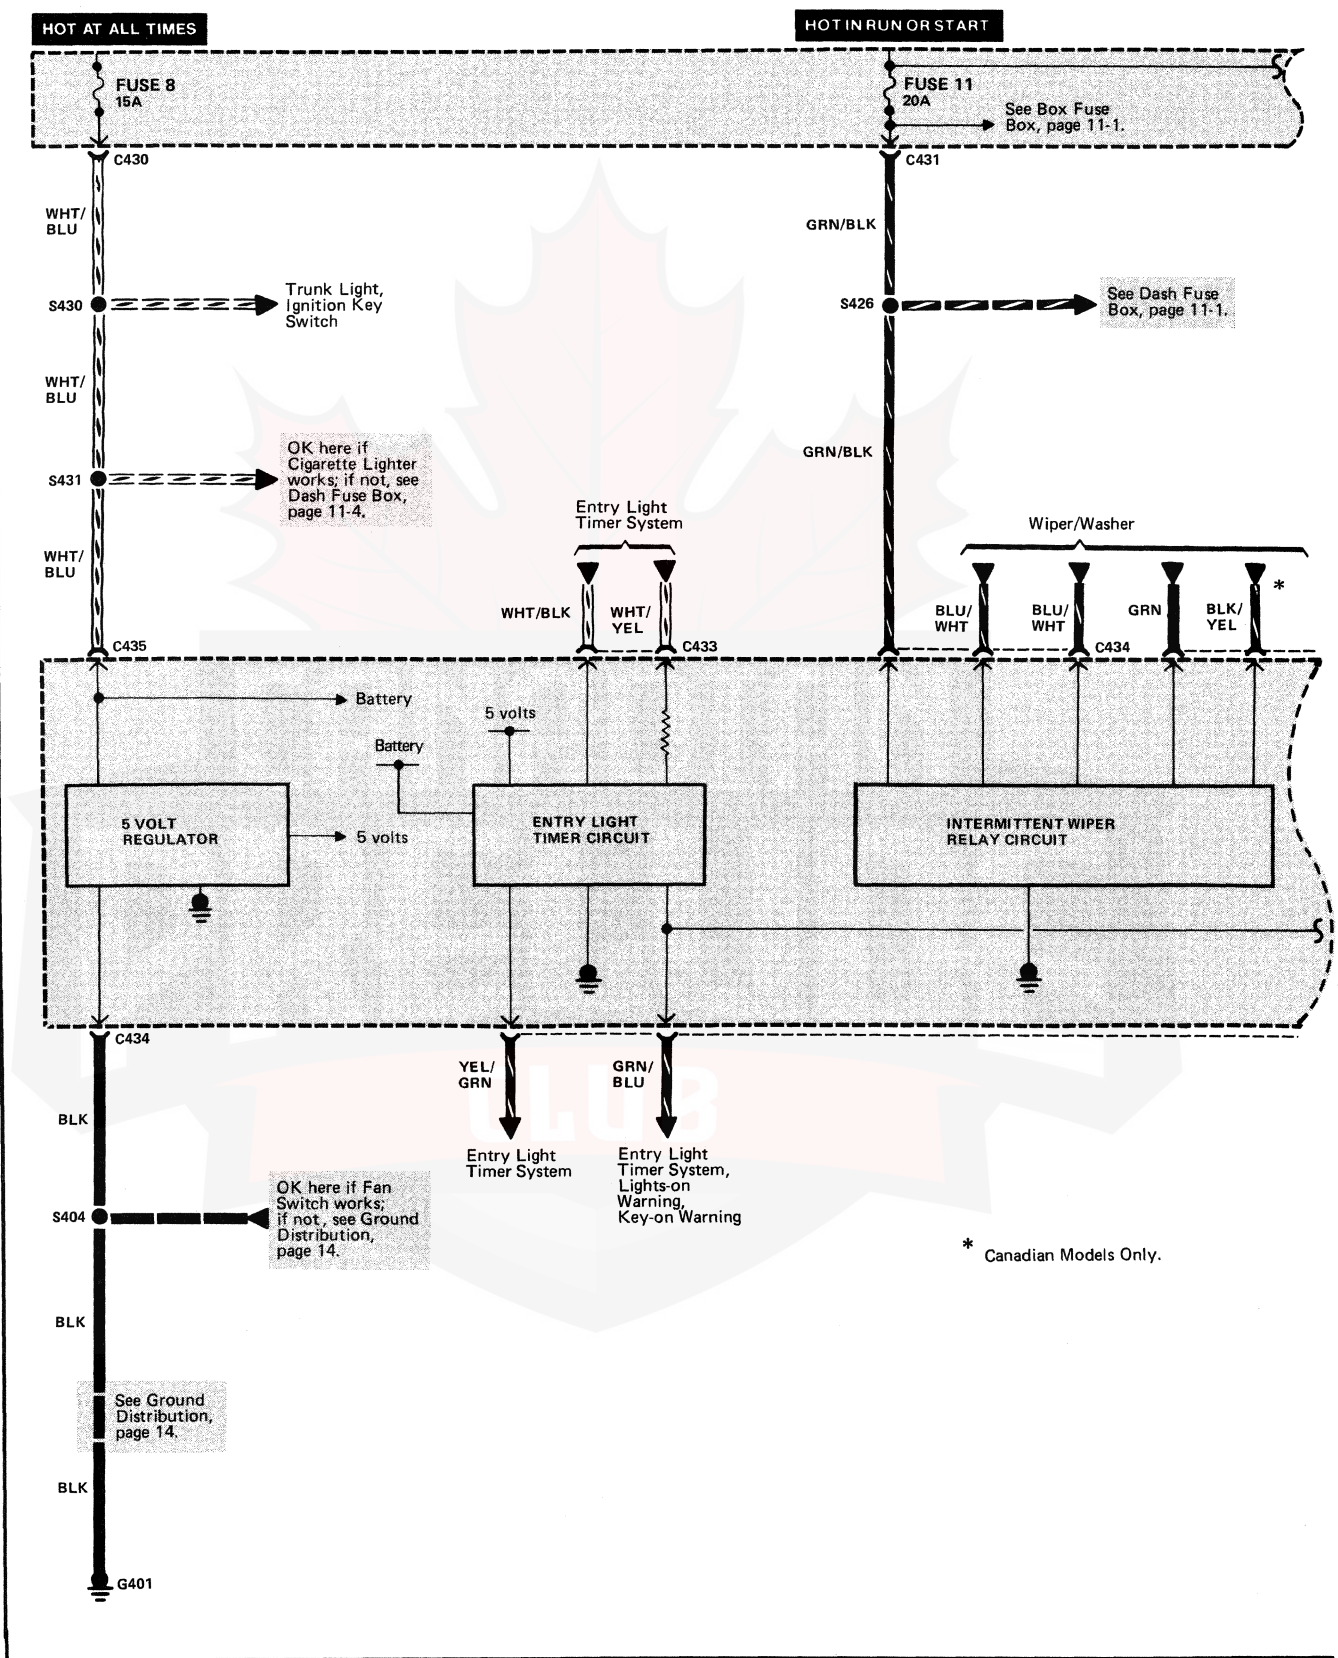 HOT AT ALL TIMES
HOT IN RUN OR START
FUSE 8
15A
FUSE 11
20A
See Box Fuse
Box, page 11-1.
C430
C431
WHT/
BLU
GRN/BLK
S430
Trunk Light,
Ignition Key
Switch
S426
See Dash Fuse
Box, page 11-1.
WHT/
BLU
GRN/BLK
S431
OK here if
Cigarette Lighter
works; if not, see
Dash Fuse Box,
page 11-4.
Entry Light
Timer System
Wiper/Washer
WHT/
BLU
WHT/BLK
WHT/
YEL
BLU/
WHT
BLU/
WHT
GRN
BLK/
YEL
*
C435
C433
C434
Battery
5 volts
Battery
5 VOLT
REGULATOR
5 volts
ENTRY LIGHT
TIMER CIRCUIT
INTERMITTENT WIPER
RELAY CIRCUIT
C434
YEL/
GRN
GRN/
BLU
CLUB
BLK
Entry Light
Timer System
Entry Light
Timer System,
Lights-on
Warning,
Key-on Warning
S404
OK here if Fan
Switch works;
if not, see Ground
Distribution,
page 14.
* Canadian Models Only.
BLK
See Ground
Distribution,
page 14.
BLK
G401